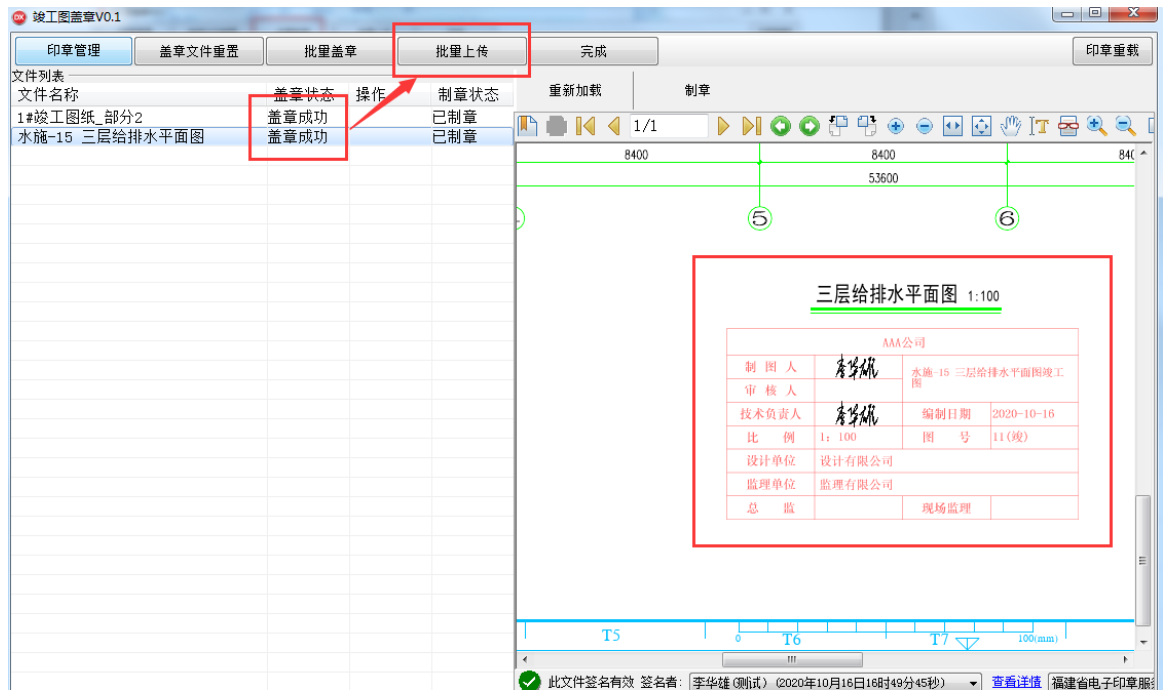 竣工图盖章V0.1
印章管理 盖章文件重置 批量盖章 批量上传 完成 印章重载
文件列表
文件名称 盖章状态 操作 制章状态
1#竣工图纸_部分2 盖章成功 已制章
水施-15 三层给排水平面图 盖章成功 已制章
重新加载 制章
1/1
8400 8400 840
53600
5 6
三层给排水平面图 1:100
AAA公司
制图人 李华雄 水施-15 三层给排水平面图竣工图
审核人
技术负责人 李华雄 编制日期 2020-10-16
比例 1：100 图号 11(竣)
设计单位 设计有限公司
监理单位 监理有限公司
总监 现场监理
T5 0 T6 T7 100(mm)
此文件签名有效 签名者: 李华雄(测试) (2020年10月16日16时49分45秒) 查看详情 福建省电子印章服